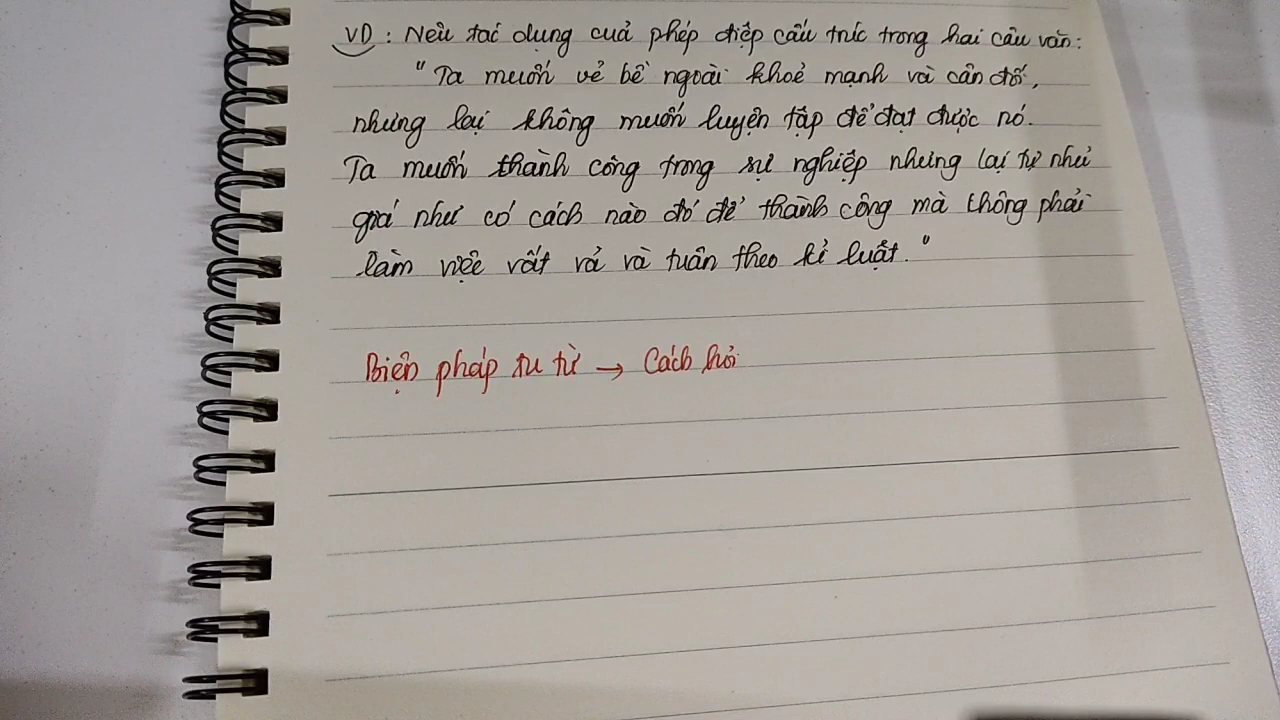 VD : Nêu tác dụng cuả phép điệp cấu trúc trong hai câu văn:
"Ta muốn vẻ bề ngoài khoẻ mạnh và cân đối,
nhưng lại không muốn luyện tập để đạt được nó.
Ta muốn thành công trong sự nghiệp nhưng lại tự nhủ
giá như có cách nào đó để thành công mà không phải
làm việc vất vả và tuân theo kỉ luật."
Biện pháp tu từ → Cách hỏi